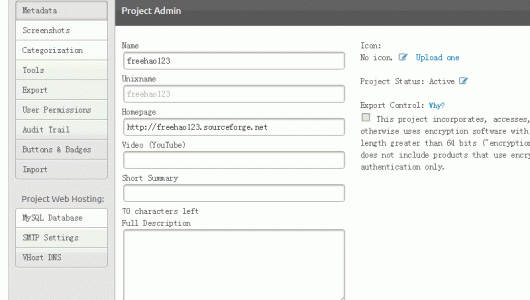 Metadata
Screenshots
Categorization
Tools
Export
User Permissions
Audit Trail
Buttons & Badges
Import
Project Web Hosting:
MySQL Database
SMTP Settings
VHost DNS
Project Admin
Name
freehao123
Unixname
freehao123
Homepage
http://freehao123.sourceforge.net
Video (YouTube)
Short Summary
70 characters left
Full Description
Icon:
No icon. Upload one
Project Status: Active
Export Control: Why?
This project incorporates, accesses,
otherwise uses encryption software with
length greater than 64 bits ("encryption
does not include products that use encry
authentication only.